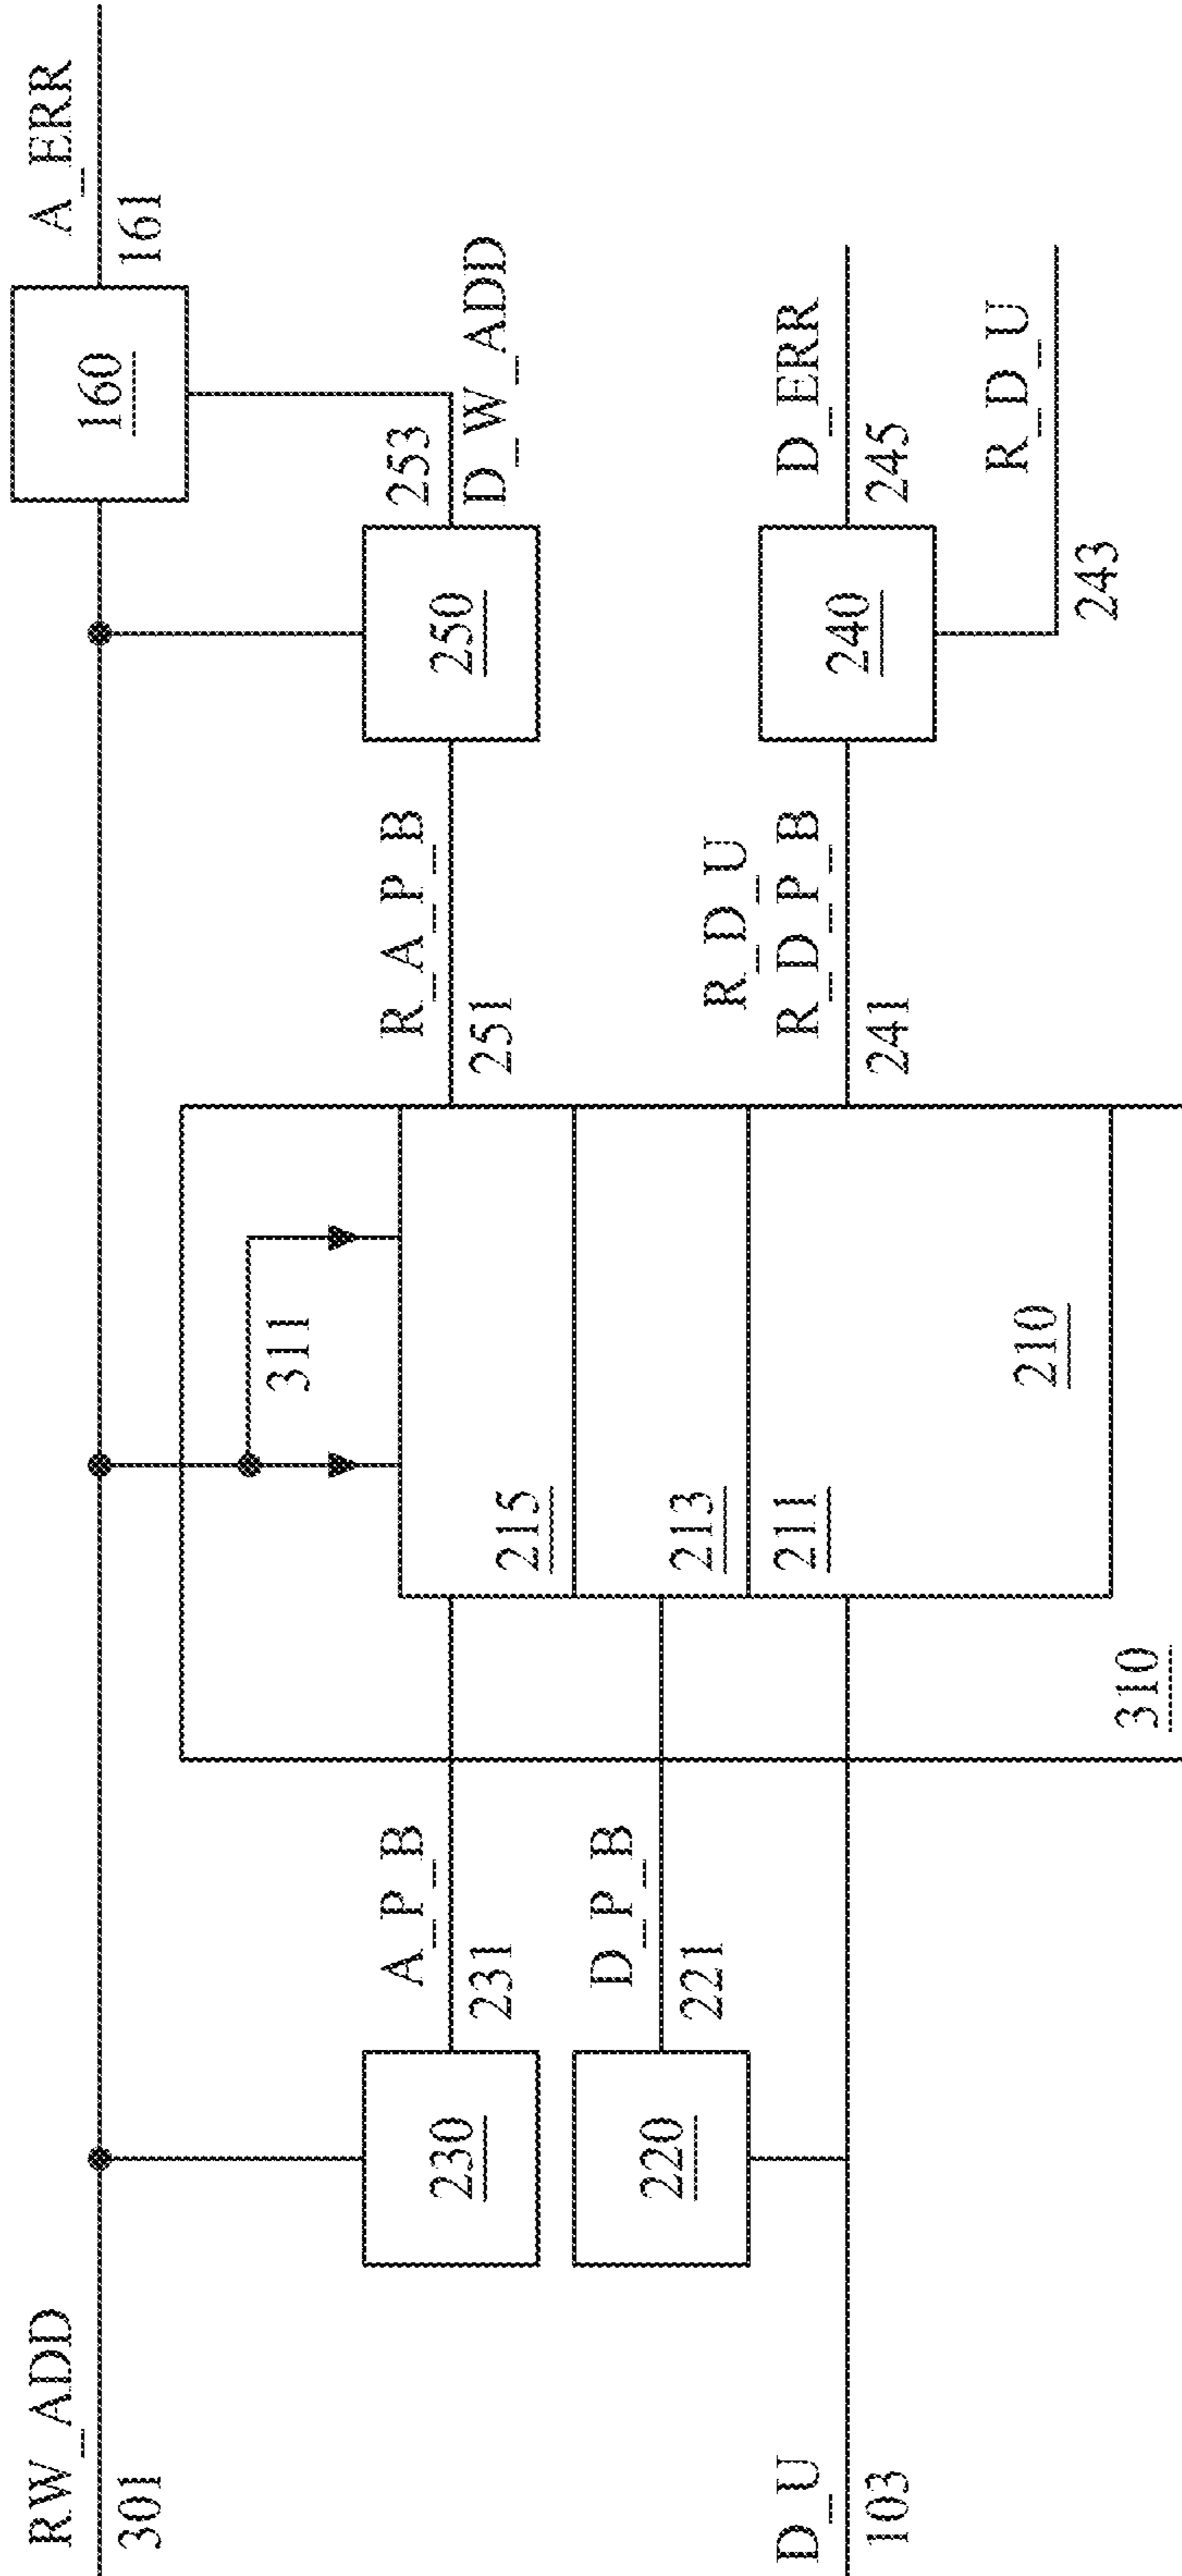 RW_ADD
301
A_ERR
161
160
311
230
A_P_B
231
215
R_A_P_B
251
250
253
D_W_ADD
220
D_P_B
221
213
211
210
310
D_U
103
R_D_U
R_D_P_B
241
240
D_ERR
245
R_D_U
243